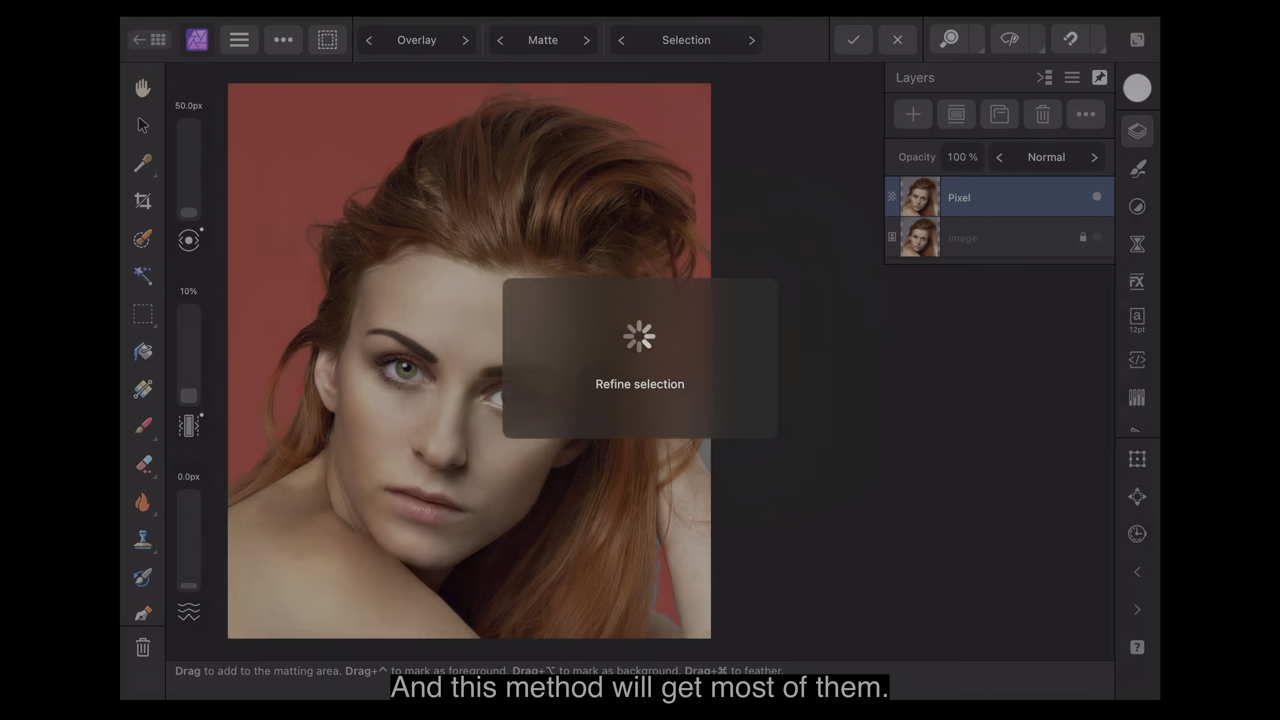 Overlay
Matte
Selection
50.0px
10%
0.0px
Layers
Opacity 100 % Normal
Pixel
Image
FX
a
12pt
Refine selection
?
Drag to add to the matting area. Drag+⌃ to mark as foreground. Drag+⌥ to mark as background. Drag+⌘ to feather.
And this method will get most of them.